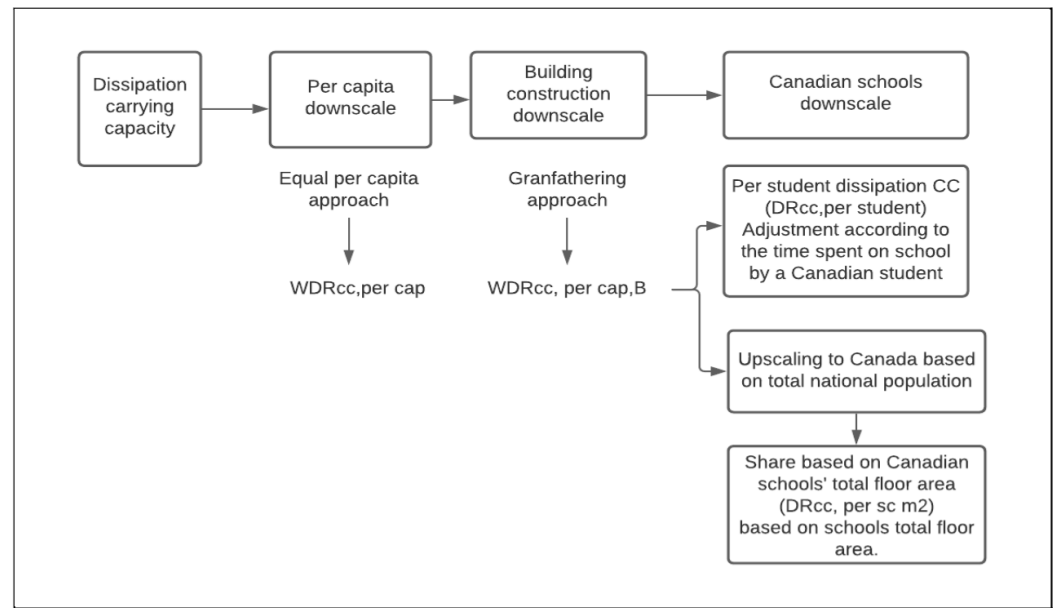 Dissipation
carrying
capacity
Per capita
downscale
Building
construction
downscale
Canadian schools
downscale
Equal per capita
approach
WDRcc,per cap
Granfathering
approach
WDRcc, per cap,B
Per student dissipation CC
(DRcc,per student)
Adjustment according to
the time spent on school
by a Canadian student
Upscaling to Canada based
on total national population
Share based on Canadian
schools' total floor area
(DRcc, per sc m2)
based on schools total floor
area.